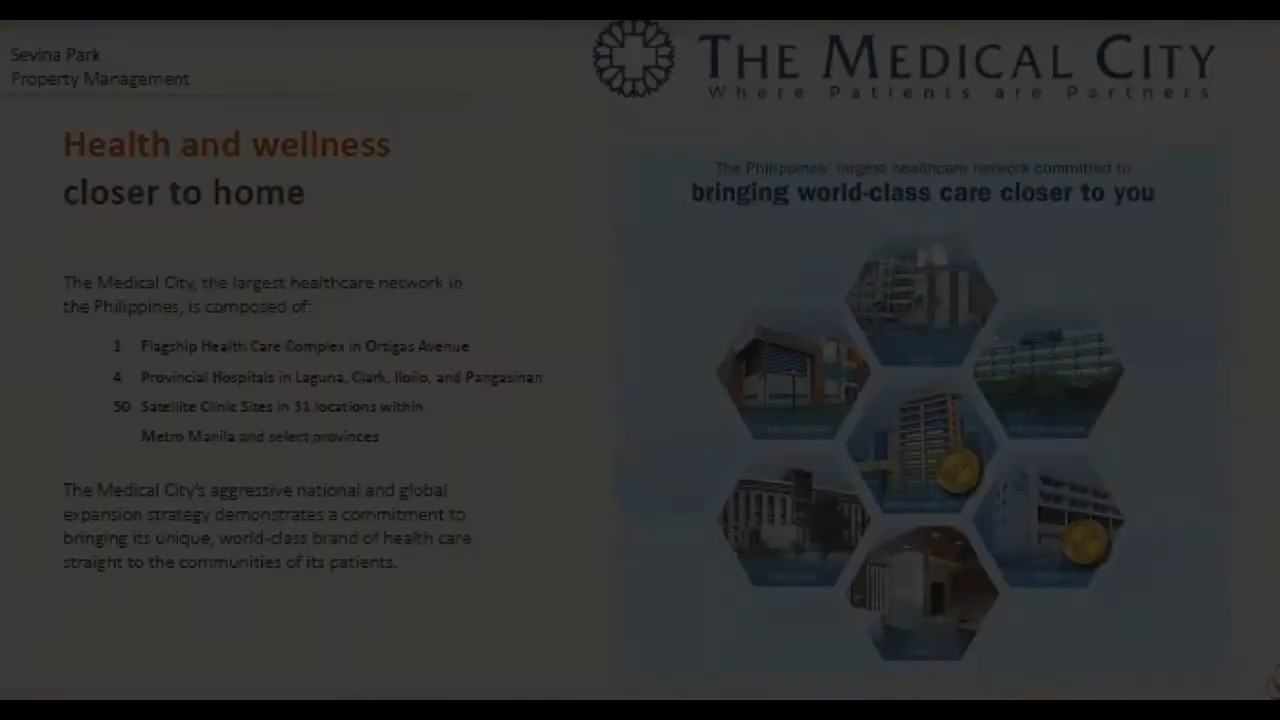 Sevina Park
Property Management
THE MEDICAL CITY
Where Patients are Partners
Health and wellness
closer to home
The Philippines' largest healthcare network committed to
bringing world-class care closer to you
The Medical City, the largest healthcare network in
the Philippines, is composed of:
1 Flagship Health Care Complex in Ortigas Avenue
4 Provincial Hospitals in Laguna, Clark, Iloilo, and Pangasinan
50 Satellite Clinic Sites in 31 locations within
Metro Manila and select provinces
The Medical City's aggressive national and global
expansion strategy demonstrates a commitment to
bringing its unique, world-class brand of health care
straight to the communities of its patients.